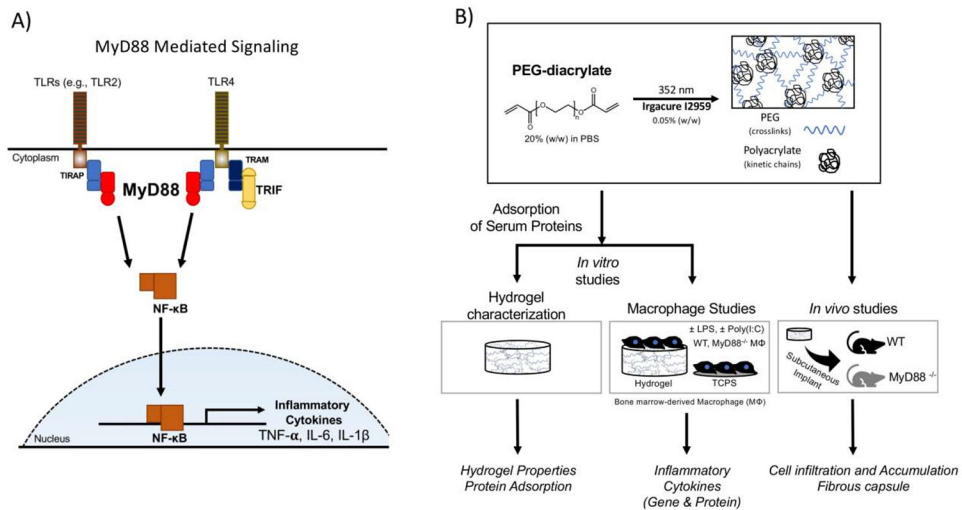 A)
MyD88 Mediated Signaling
TLRs (e.g., TLR2)
TLR4
Cytoplasm
TIRAP
MyD88
TRAM
TRIF
NF-κB
Inflammatory
Cytokines
TNF-α, IL-6, IL-1β
NF-κB
Nucleus
B)
PEG-diacrylate
O
O
O
O
n
20% (w/w) in PBS
352 nm
Irgacure I2959
0.05% (w/w)
PEG
(crosslinks)
Polyacrylate
(kinetic chains)
Adsorption
of Serum Proteins
In vitro
studies
Hydrogel
characterization
Macrophage Studies
± LPS, ± Poly(I:C)
WT, MyD88-/- MΦ
Hydrogel
TCPS
Bone marrow-derived Macrophage (MΦ)
In vivo studies
Subcutaneous
Implant
WT
MyD88 -/-
Hydrogel Properties
Protein Adsorption
Inflammatory
Cytokines
(Gene & Protein)
Cell infiltration and Accumulation
Fibrous capsule